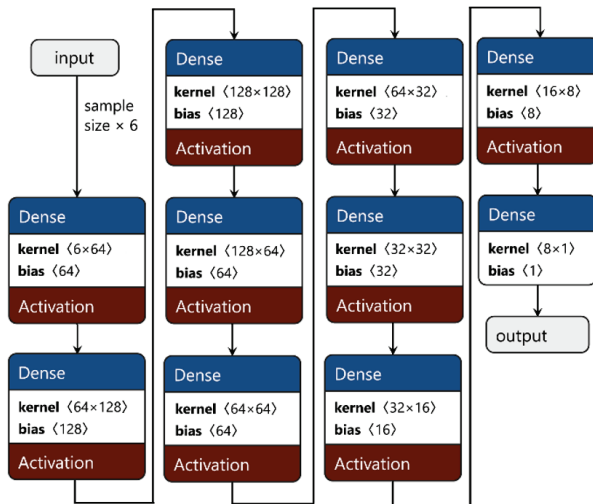 input
sample
size × 6
Dense
kernel ⟨6×64⟩
bias ⟨64⟩
Activation
Dense
kernel ⟨64×128⟩
bias ⟨128⟩
Activation
Dense
kernel ⟨128×128⟩
bias ⟨128⟩
Activation
Dense
kernel ⟨128×64⟩
bias ⟨64⟩
Activation
Dense
kernel ⟨64×64⟩
bias ⟨64⟩
Activation
Dense
kernel ⟨64×32⟩
bias ⟨32⟩
Activation
Dense
kernel ⟨32×32⟩
bias ⟨32⟩
Activation
Dense
kernel ⟨32×16⟩
bias ⟨16⟩
Activation
Dense
kernel ⟨16×8⟩
bias ⟨8⟩
Activation
Dense
kernel ⟨8×1⟩
bias ⟨1⟩
output